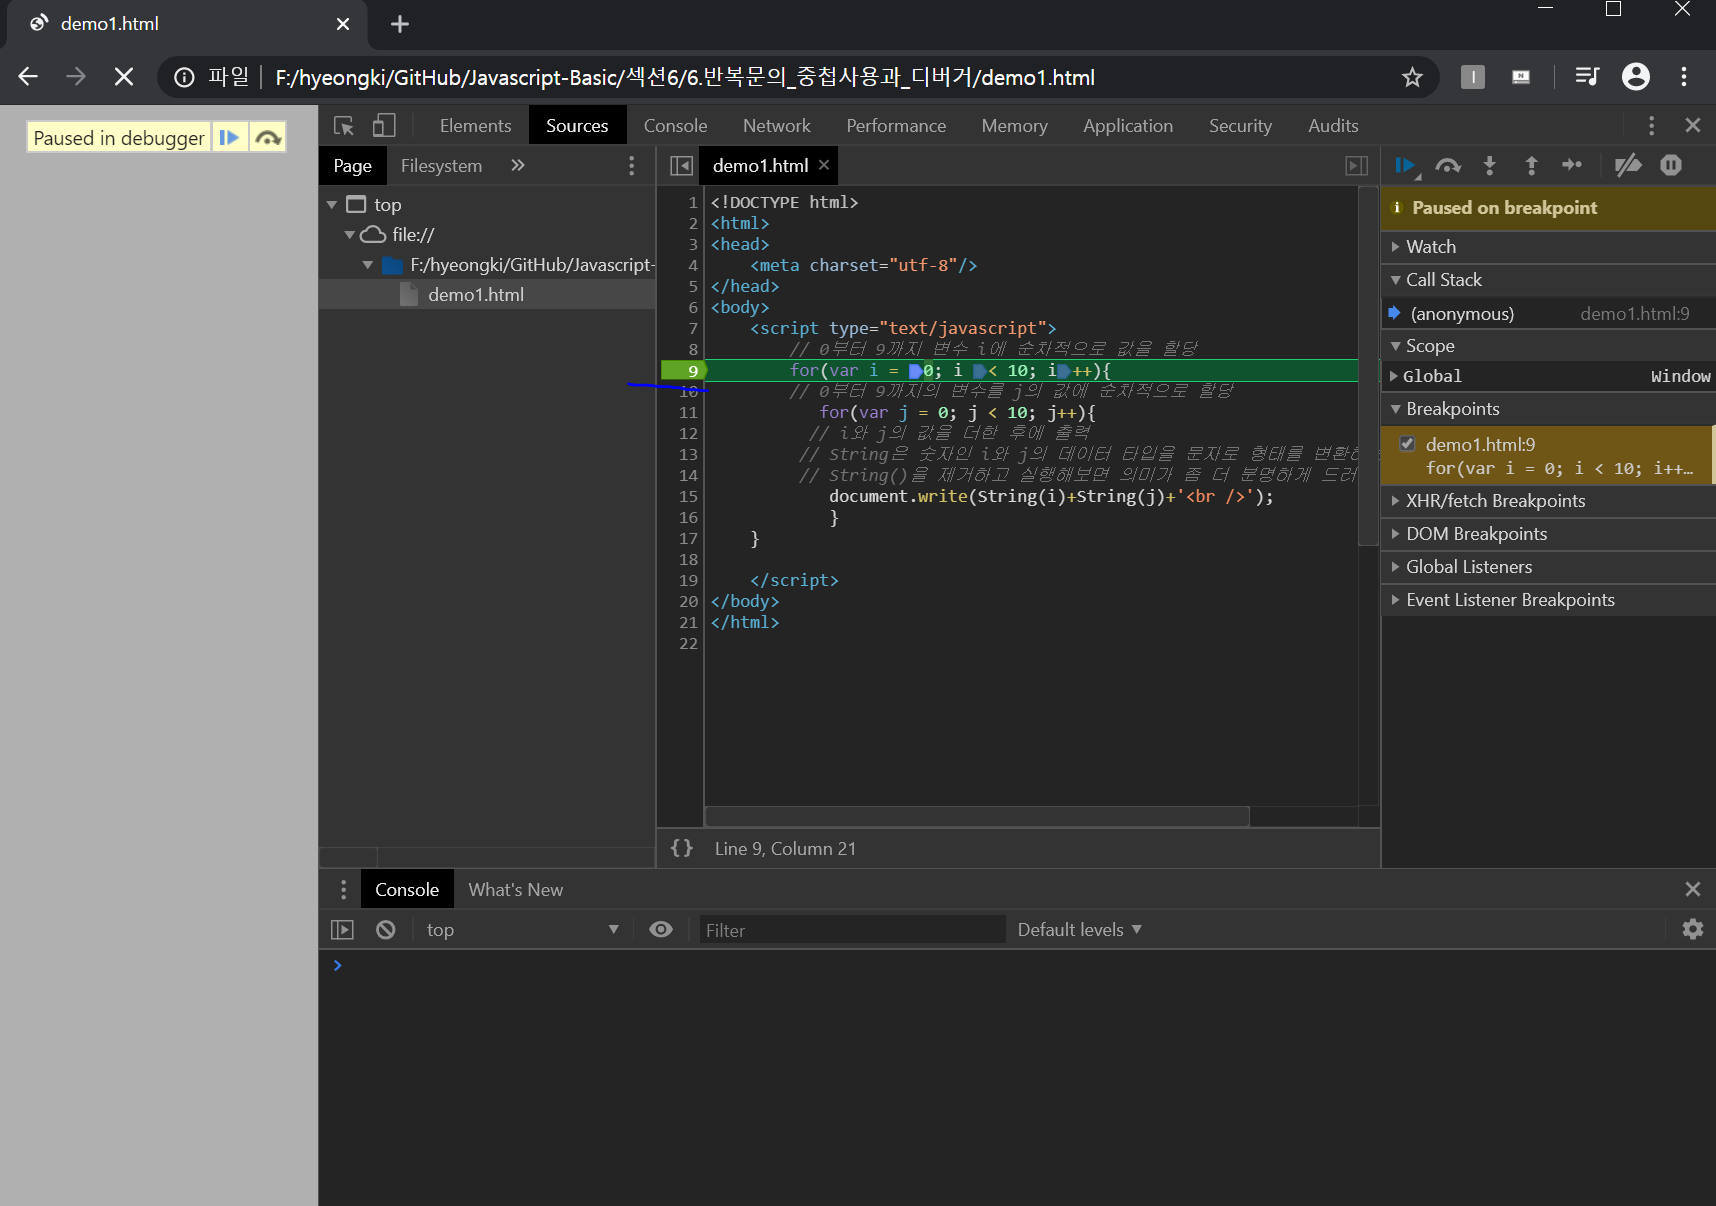 demo1.html
파일 F:/hyeongki/GitHub/Javascript-Basic/섹션6/6.반복문의_중첩사용과_디버거/demo1.html
Paused in debugger
Elements Sources Console Network Performance Memory Application Security Audits
Page Filesystem »
top
file://
F:/hyeongki/GitHub/Javascript-
demo1.html
demo1.html
1 <!DOCTYPE html>
2 <html>
3 <head>
4 <meta charset="utf-8"/>
5 </head>
6 <body>
7 <script type="text/javascript">
8 // 0부터 9까지 변수 i에 순차적으로 값을 할당
9 for(var i = 0; i < 10; i++){
10 // 0부터 9까지의 변수를 j의 값에 순차적으로 할당
11 for(var j = 0; j < 10; j++){
12 // i와 j의 값을 더한 후에 출력
13 // String은 숫자인 i와 j의 데이터 타입을 문자로 형태를 변환하
14 // String()을 제거하고 실행해보면 의미가 좀 더 분명하게 드러
15 document.write(String(i)+String(j)+'<br />');
16 }
17 }
18
19 </script>
20 </body>
21 </html>
22
{} Line 9, Column 21
Paused on breakpoint
Watch
Call Stack
(anonymous) demo1.html:9
Scope
Global Window
Breakpoints
demo1.html:9
for(var i = 0; i < 10; i++…
XHR/fetch Breakpoints
DOM Breakpoints
Global Listeners
Event Listener Breakpoints
Console What's New
top Filter Default levels